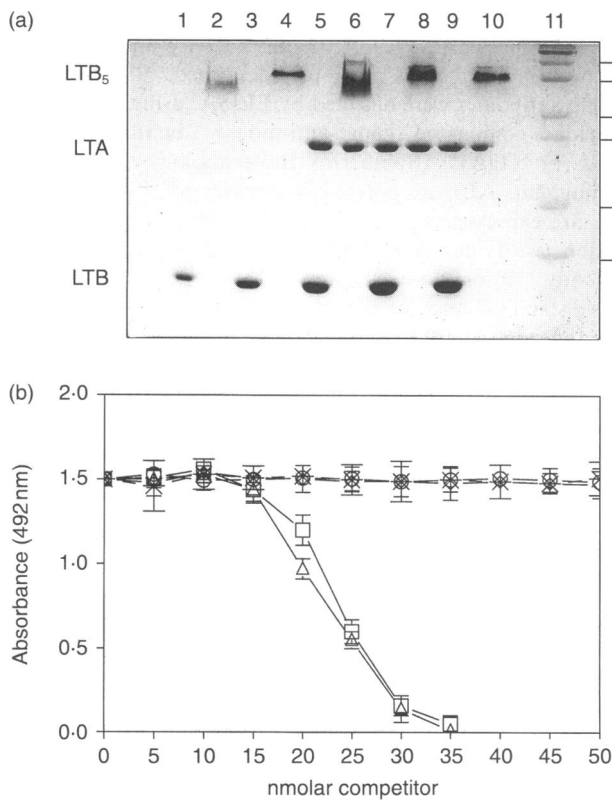 (a) 1 2 3 4 5 6 7 8 9 10 11
LTB₅
LTA
LTB
(b)
2·0
1·5
1·0
0·5
0·0
Absorbance (492 nm)
0 5 10 15 20 25 30 35 40 45 50
nmolar competitor